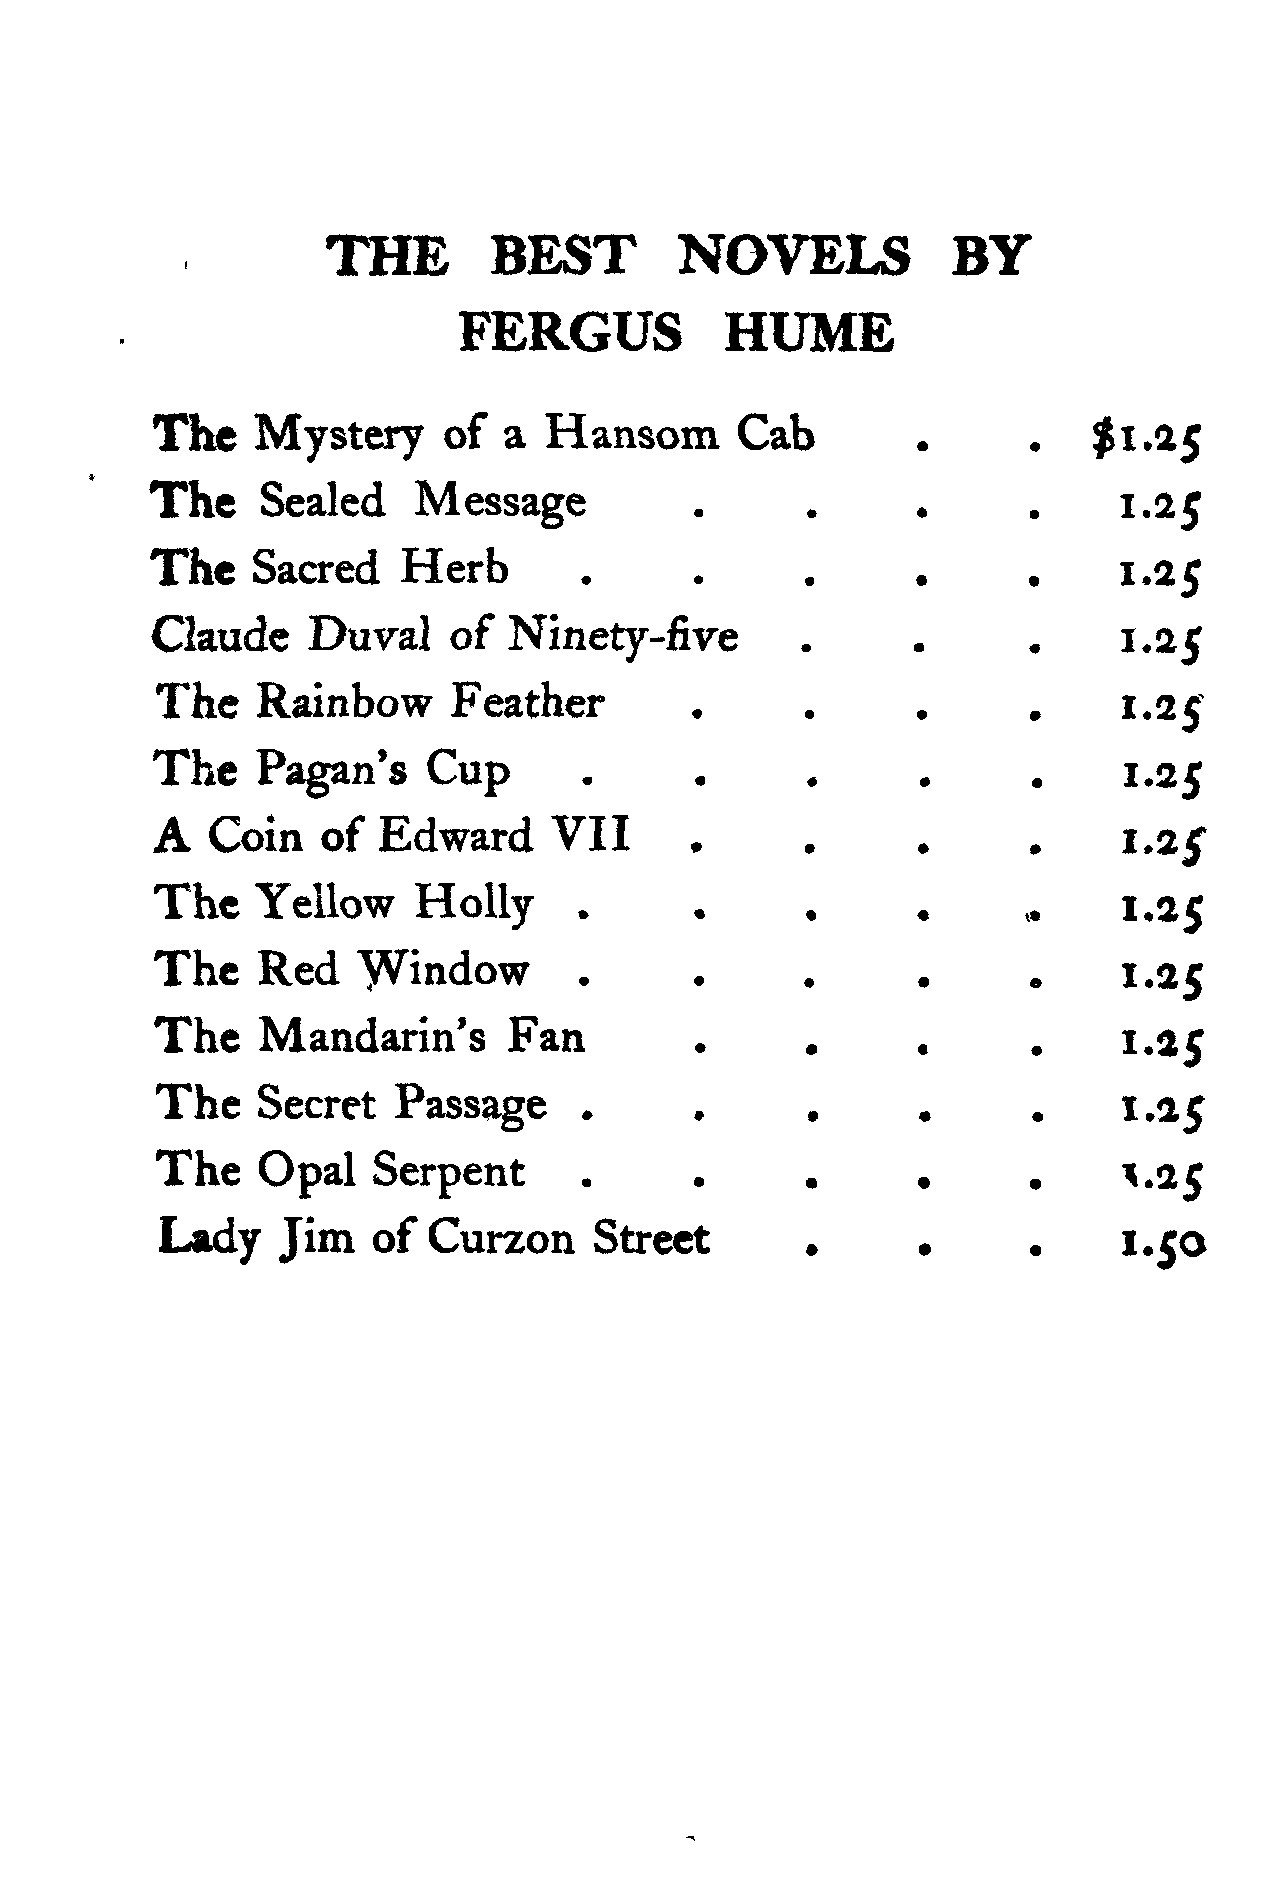 THE BEST NOVELS BY
FERGUS HUME
The Mystery of a Hansom Cab . . $1.25
The Sealed Message . . . . 1.25
The Sacred Herb . . . . . 1.25
Claude Duval of Ninety-five . . . 1.25
The Rainbow Feather . . . . 1.25
The Pagan's Cup . . . . . 1.25
A Coin of Edward VII . . . . 1.25
The Yellow Holly . . . . . 1.25
The Red Window . . . . . 1.25
The Mandarin's Fan . . . . 1.25
The Secret Passage . . . . . 1.25
The Opal Serpent . . . . . 1.25
Lady Jim of Curzon Street . . . 1.50